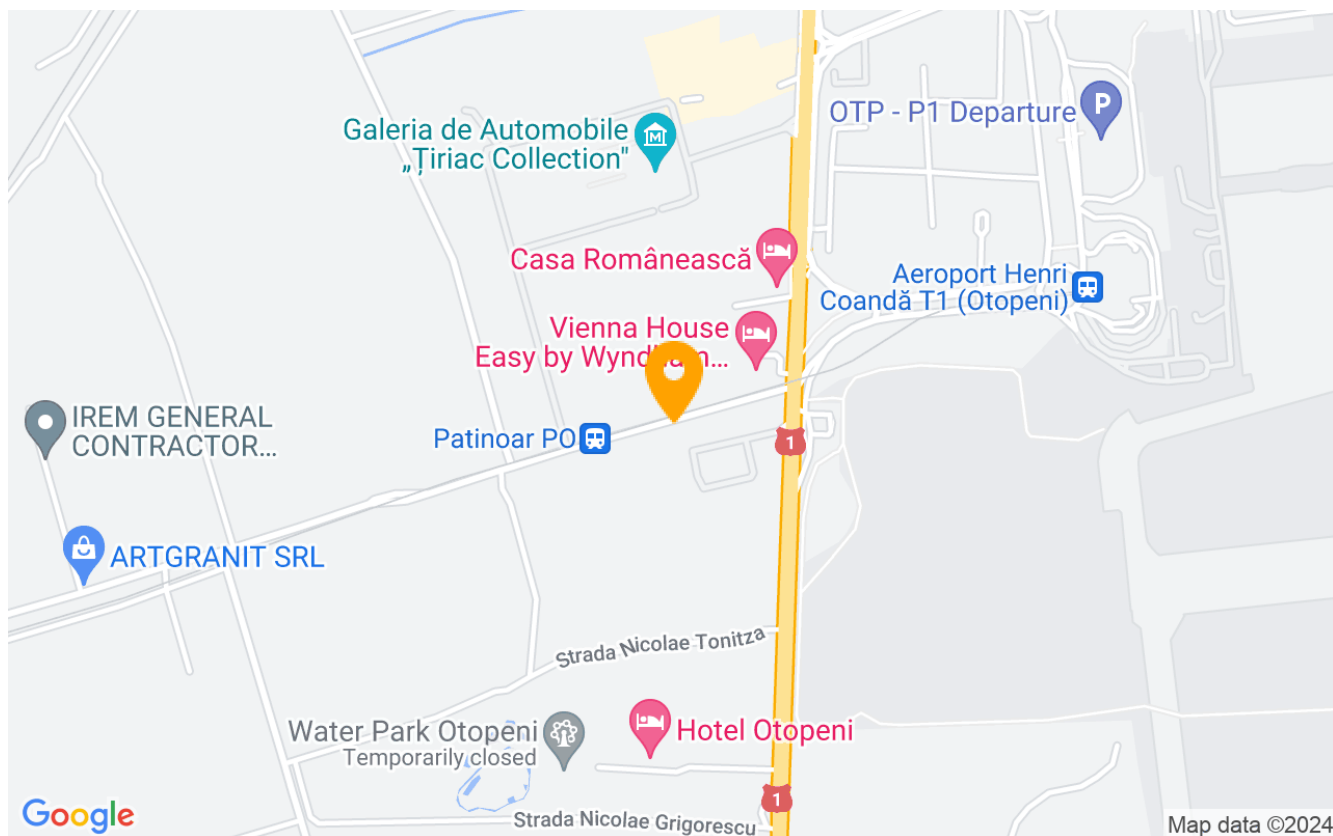 Galeria de Automobile
„Țiriac Collection"
OTP - P1 Departure
P
M
Casa Românească
Aeroport Henri
Coandă T1 (Otopeni)
Vienna House
Easy by Wyndham...
IREM GENERAL
CONTRACTOR...
Patinoar PO
1
ARTGRANIT SRL
Strada Nicolae Tonitza
Water Park Otopeni
Temporarily closed
Hotel Otopeni
1
Google
Strada Nicolae Grigorescu
Map data ©2024